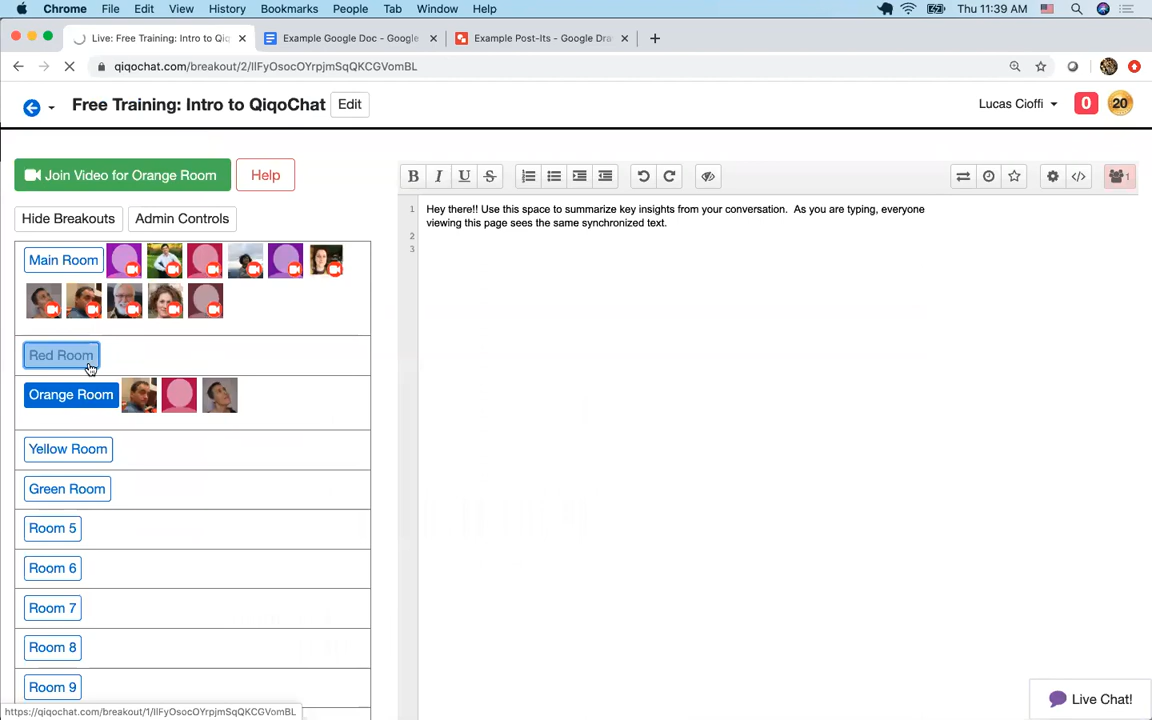 Chrome File Edit View History Bookmarks People Tab Window Help Thu 11:39 AM
Live: Free Training: Intro to Qiq Example Google Doc - Google Example Post-Its - Google Dra
qiqochat.com/breakout/2/IlFyOsocOYrpjmSqQKCGVomBL
Free Training: Intro to QiqoChat Edit Lucas Cioffi 0 20
Join Video for Orange Room Help
B I U S 1
Hide Breakouts Admin Controls
1 Hey there!! Use this space to summarize key insights from your conversation. As you are typing, everyone
viewing this page sees the same synchronized text.
2
3
Main Room
Red Room
Orange Room
Yellow Room
Green Room
Room 5
Room 6
Room 7
Room 8
Room 9
Live Chat!
https://qiqochat.com/breakout/1/IlFyOsocOYrpjmSqQKCGVomBL